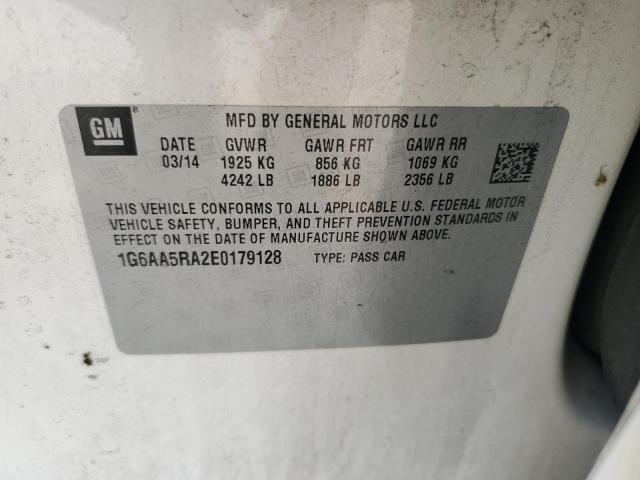 GM
MFD BY GENERAL MOTORS LLC
DATE GVWR GAWR FRT GAWR RR
03/14 1925 KG 856 KG 1069 KG
4242 LB 1886 LB 2356 LB
THIS VEHICLE CONFORMS TO ALL APPLICABLE U.S. FEDERAL MOTOR
VEHICLE SAFETY, BUMPER, AND THEFT PREVENTION STANDARDS IN
EFFECT ON THE DATE OF MANUFACTURE SHOWN ABOVE.
1G6AA5RA2E0179128 TYPE: PASS CAR